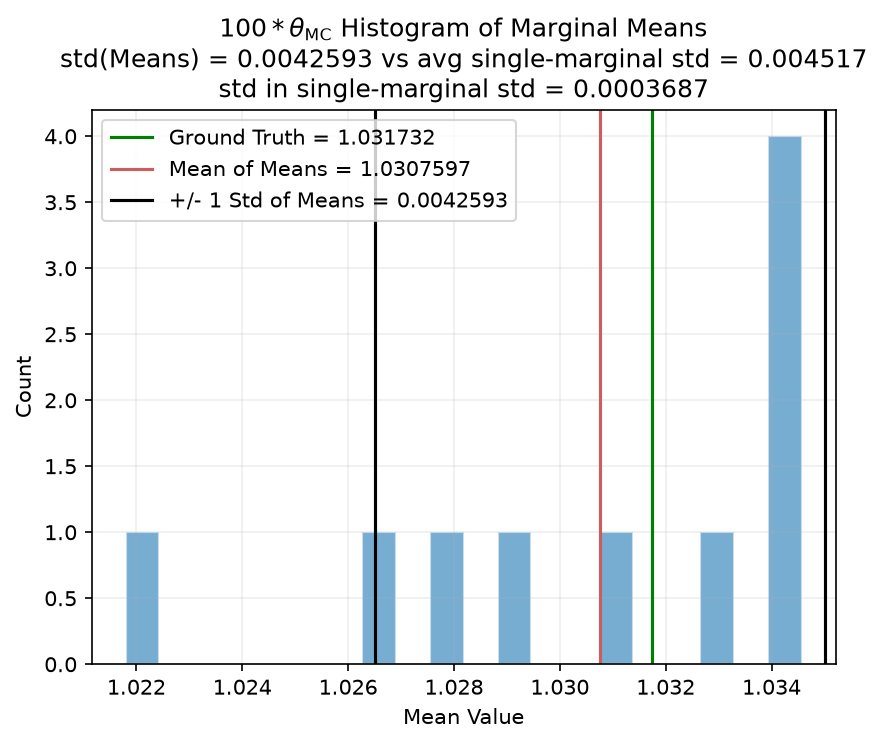 100 * θMC Histogram of Marginal Means
std(Means) = 0.0042593 vs avg single-marginal std = 0.004517
std in single-marginal std = 0.0003687
Ground Truth = 1.031732
Mean of Means = 1.0307597
+/- 1 Std of Means = 0.0042593
4.0
3.5
3.0
2.5
2.0
1.5
1.0
0.5
0.0
Count
1.022 1.024 1.026 1.028 1.030 1.032 1.034
Mean Value